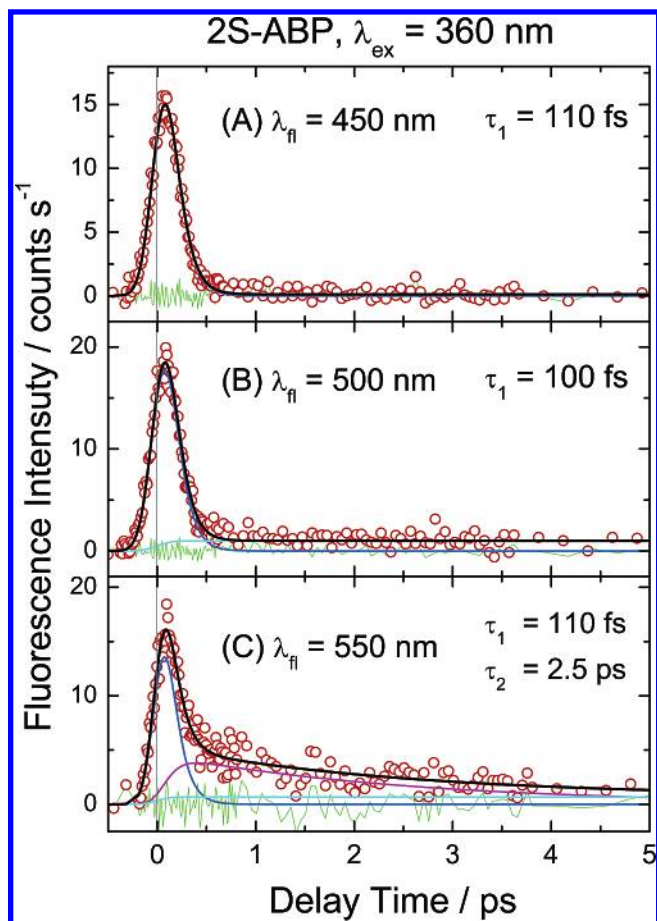 2S-ABP, λex = 360 nm
(A) λfl = 450 nm
τ1 = 110 fs
15
10
5
0
(B) λfl = 500 nm
τ1 = 100 fs
20
10
0
(C) λfl = 550 nm
τ1 = 110 fs
τ2 = 2.5 ps
20
10
0
Fluorescence Intensuty / counts s-1
0 1 2 3 4 5
Delay Time / ps